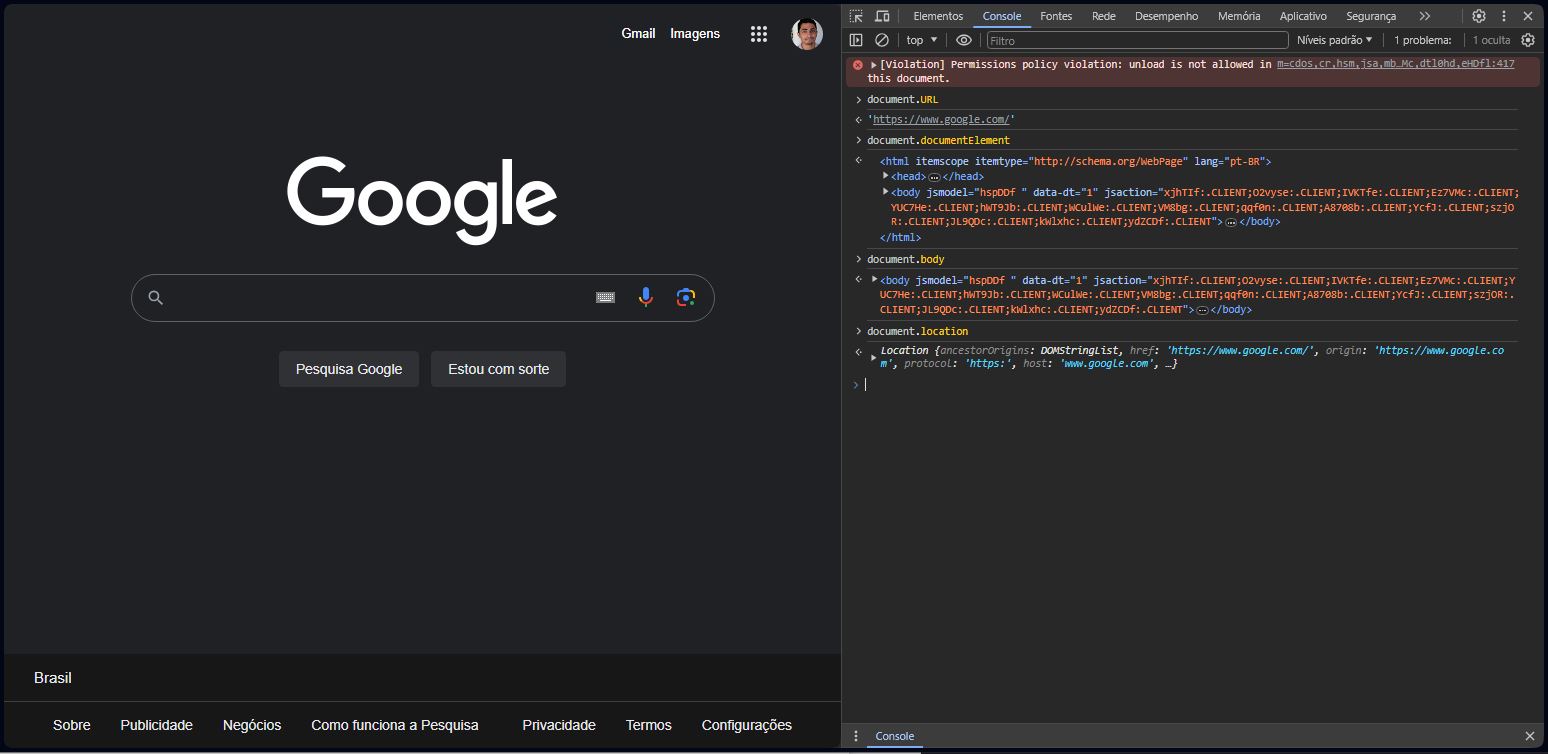 Gmail Imagens
Google
Pesquisa Google Estou com sorte
Brasil
Sobre Publicidade Negócios Como funciona a Pesquisa Privacidade Termos Configurações
Elementos Console Fontes Rede Desempenho Memória Aplicativo Segurança
top Filtro Níveis padrão 1 problema: 1 oculta
[Violation] Permissions policy violation: unload is not allowed in m=cdos,cr,hsm,jsa,mb…Mc,dtl0hd,eHDfl:417
this document.
document.URL
'https://www.google.com/'
document.documentElement
<html itemscope itemtype="http://schema.org/WebPage" lang="pt-BR">
<head>…</head>
<body jsmodel="hspDDf " data-dt="1" jsaction="xjhTIf:.CLIENT;O2vyse:.CLIENT;IVKTfe:.CLIENT;Ez7VMc:.CLIENT;
YUC7He:.CLIENT;hWT9Jb:.CLIENT;WCulWe:.CLIENT;VM8bg:.CLIENT;qqf0n:.CLIENT;A8708b:.CLIENT;YcfJ:.CLIENT;szjO
R:.CLIENT;JL9QDc:.CLIENT;kWlxhc:.CLIENT;ydZCDf:.CLIENT">…</body>
</html>
document.body
<body jsmodel="hspDDf " data-dt="1" jsaction="xjhTIf:.CLIENT;O2vyse:.CLIENT;IVKTfe:.CLIENT;Ez7VMc:.CLIENT;Y
UC7He:.CLIENT;hWT9Jb:.CLIENT;WCulWe:.CLIENT;VM8bg:.CLIENT;qqf0n:.CLIENT;A8708b:.CLIENT;YcfJ:.CLIENT;szjOR:.
CLIENT;JL9QDc:.CLIENT;kWlxhc:.CLIENT;ydZCDf:.CLIENT">…</body>
document.location
Location {ancestorOrigins: DOMStringList, href: 'https://www.google.com/', origin: 'https://www.google.co
m', protocol: 'https:', host: 'www.google.com', …}
Console